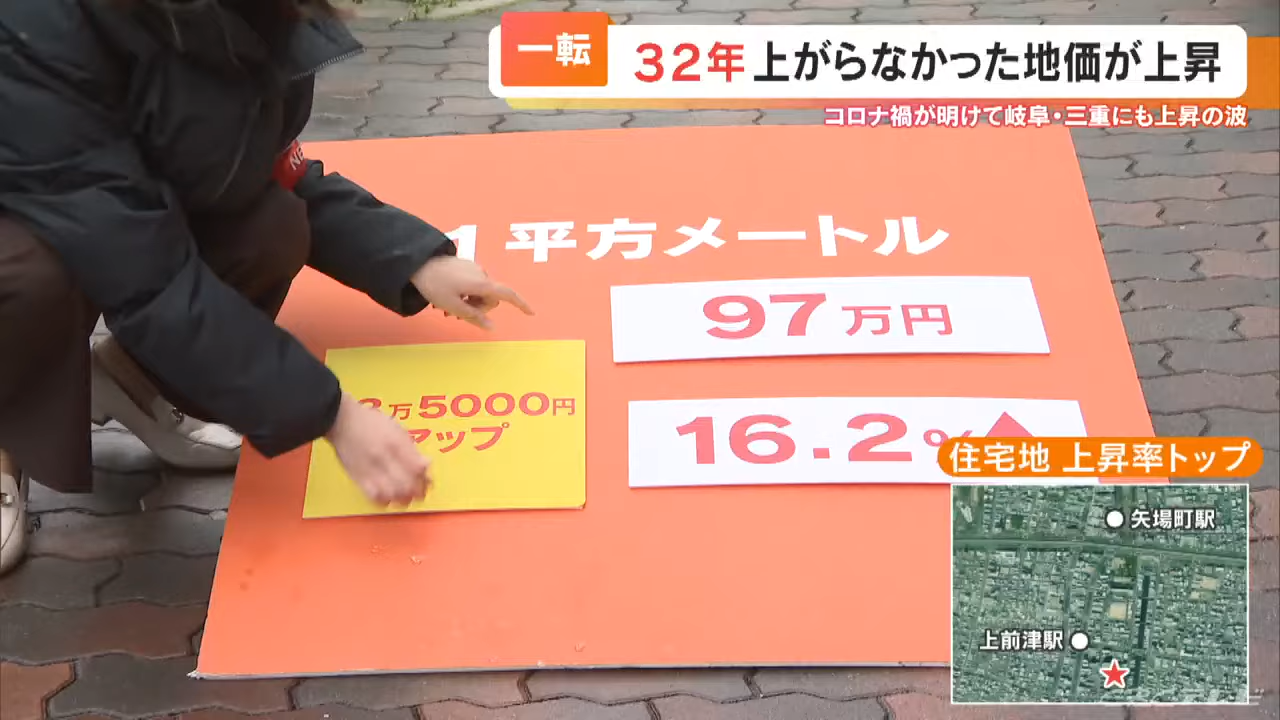 一転
32年 上がらなかった地価が上昇
コロナ禍が明けて岐阜・三重にも上昇の波
1平方メートル
97万円
万5000円
アップ
16.2%▲
住宅地 上昇率トップ
矢場町駅
上前津駅